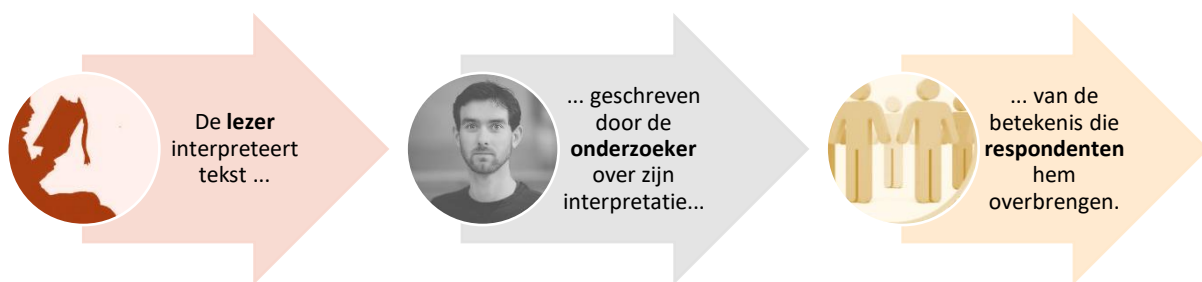 De lezer
interpreteert
tekst ...
... geschreven
door de
onderzoeker
over zijn
interpretatie...
... van de
betekenis die
respondenten
hem
overbrengen.